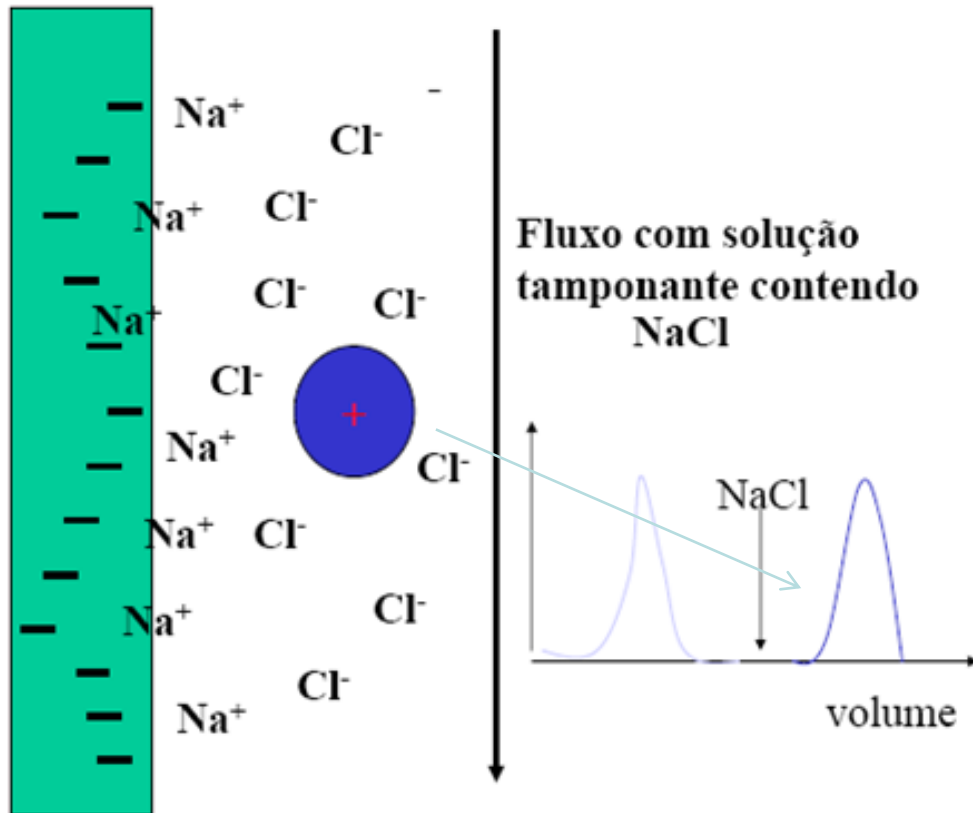 Na⁺
-
Cl⁻
Na⁺
Cl⁻
Fluxo com solução
tamponante contendo
NaCl
Cl⁻
Cl⁻
Na⁺
Cl⁻
+
Na⁺
Cl⁻
NaCl
Na⁺
Cl⁻
Cl⁻
Na⁺
Cl⁻
Na⁺
volume